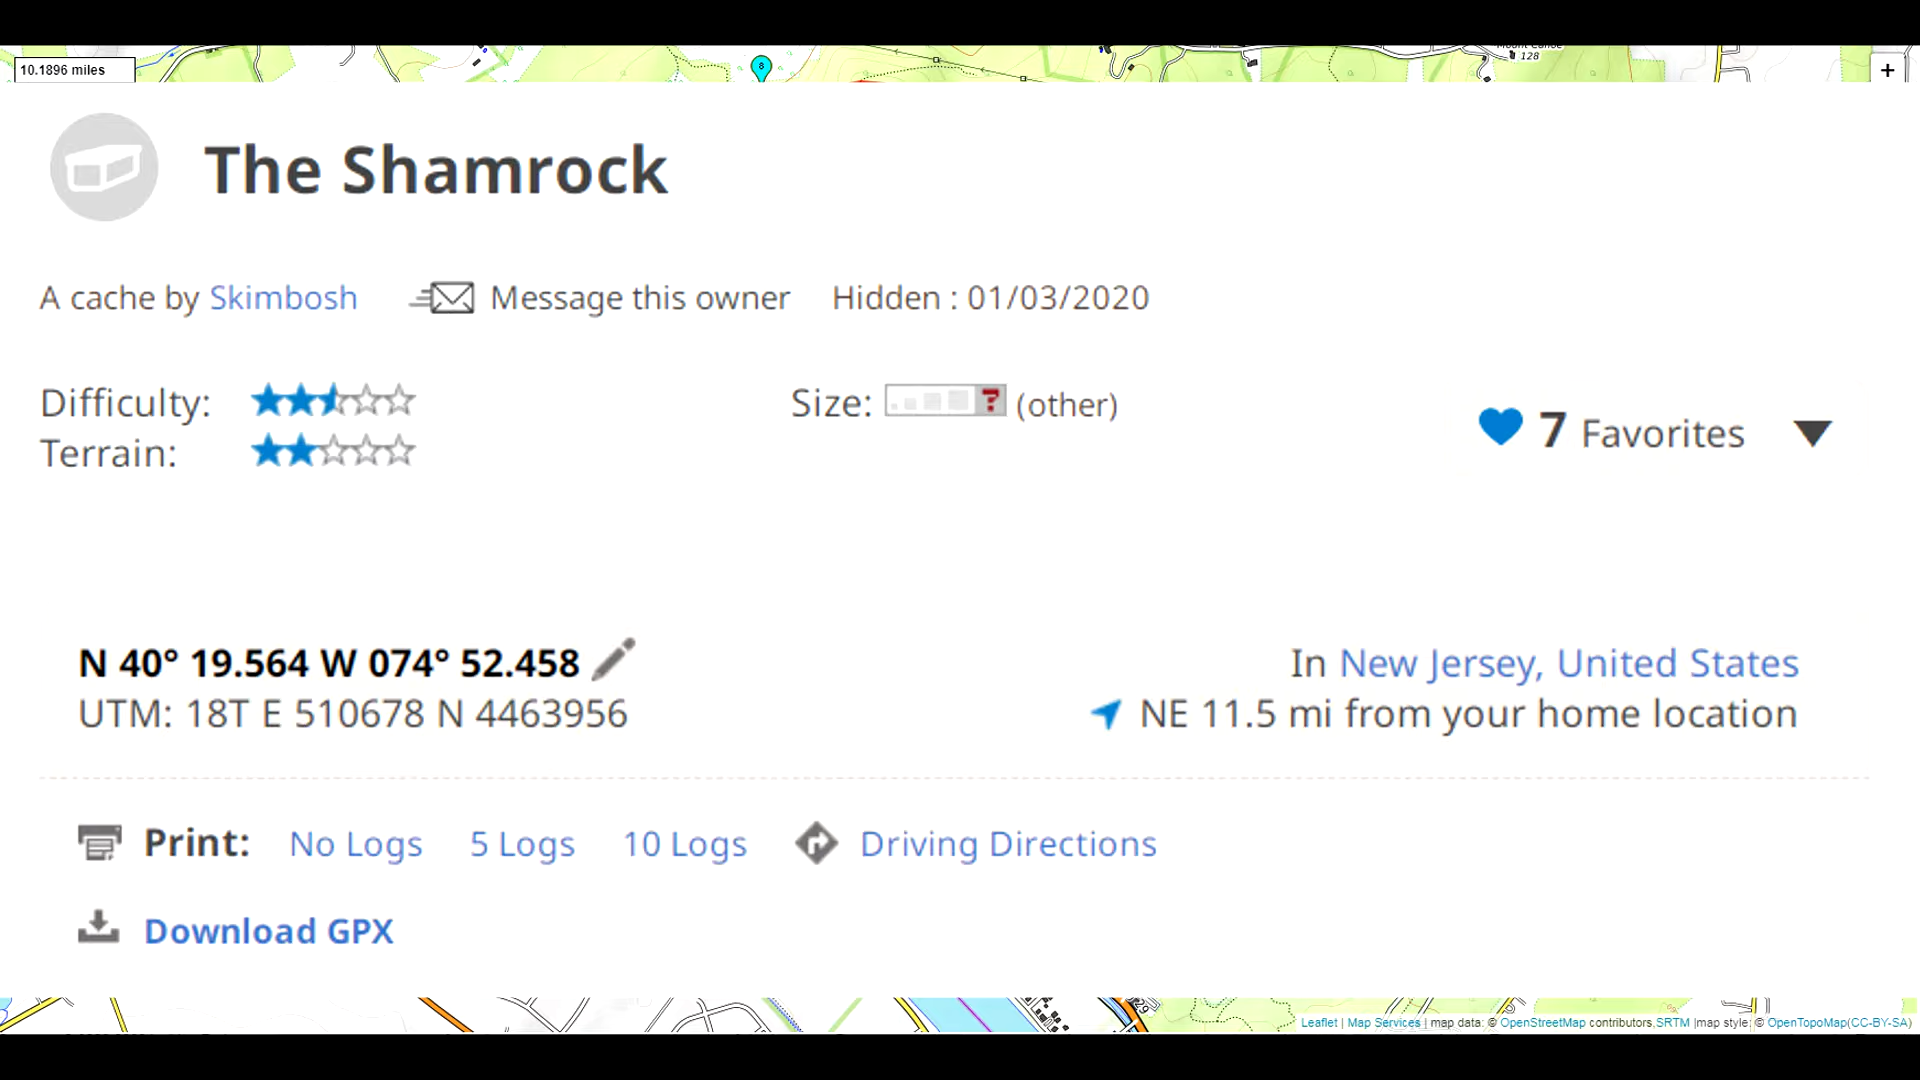 10.1896 miles
8
128
+
The Shamrock
A cache by Skimbosh Message this owner Hidden : 01/03/2020
Difficulty:
Size: ? (other)
7 Favorites
Terrain:
N 40° 19.564 W 074° 52.458
In New Jersey, United States
UTM: 18T E 510678 N 4463956
NE 11.5 mi from your home location
Print: No Logs 5 Logs 10 Logs Driving Directions
Download GPX
29
Leaflet | Map Services | map data: © OpenStreetMap contributors,SRTM |map style: © OpenTopoMap(CC-BY-SA)